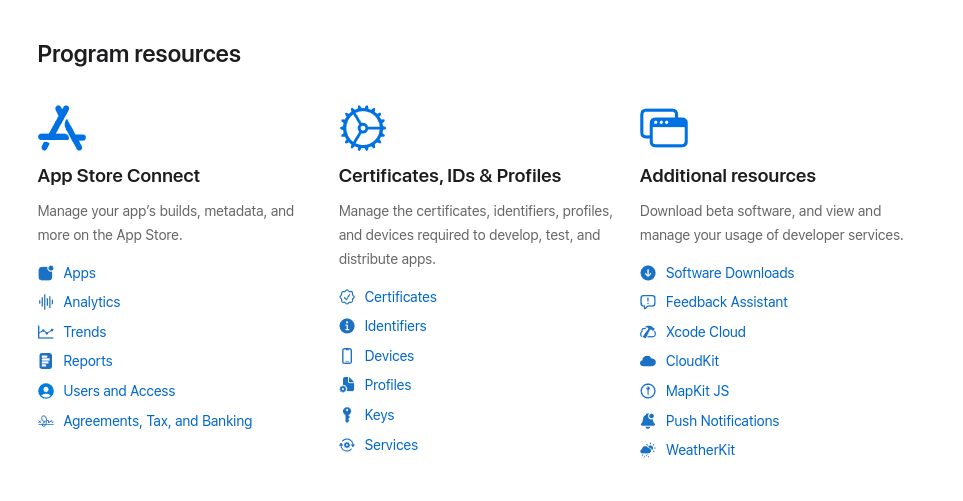 Program resources
App Store Connect
Manage your app’s builds, metadata, and
more on the App Store.
Apps
Analytics
Trends
Reports
Users and Access
Agreements, Tax, and Banking
Certificates, IDs & Profiles
Manage the certificates, identifiers, profiles,
and devices required to develop, test, and
distribute apps.
Certificates
Identifiers
Devices
Profiles
Keys
Services
Additional resources
Download beta software, and view and
manage your usage of developer services.
Software Downloads
Feedback Assistant
Xcode Cloud
CloudKit
MapKit JS
Push Notifications
WeatherKit